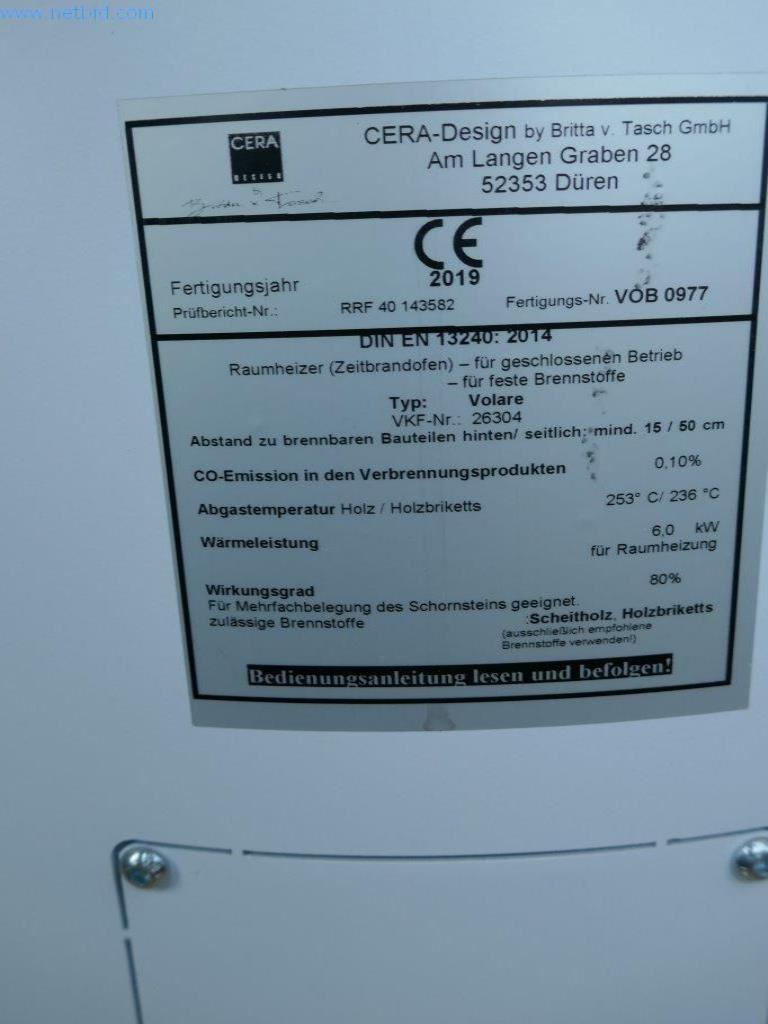 www.netbid.com
CERA
DESIGN
CERA-Design by Britta v. Tasch GmbH
Am Langen Graben 28
52353 Düren
CE
2019
Fertigungsjahr
Prüfbericht-Nr.: RRF 40 143582 Fertigungs-Nr. VOB 0977
DIN EN 13240: 2014
Raumheizer (Zeitbrandofen) – für geschlossenen Betrieb
– für feste Brennstoffe
Typ: Volare
VKF-Nr.: 26304
Abstand zu brennbaren Bauteilen hinten/ seitlich: mind. 15 / 50 cm
CO-Emission in den Verbrennungsprodukten 0,10%
Abgastemperatur Holz / Holzbriketts 253° C/ 236 °C
Wärmeleistung 6,0 kW
für Raumheizung
Wirkungsgrad 80%
Für Mehrfachbelegung des Schornsteins geeignet.
zulässige Brennstoffe :Scheitholz, Holzbriketts
(ausschließlich empfohlene
Brennstoffe verwenden!)
Bedienungsanleitung lesen und befolgen!